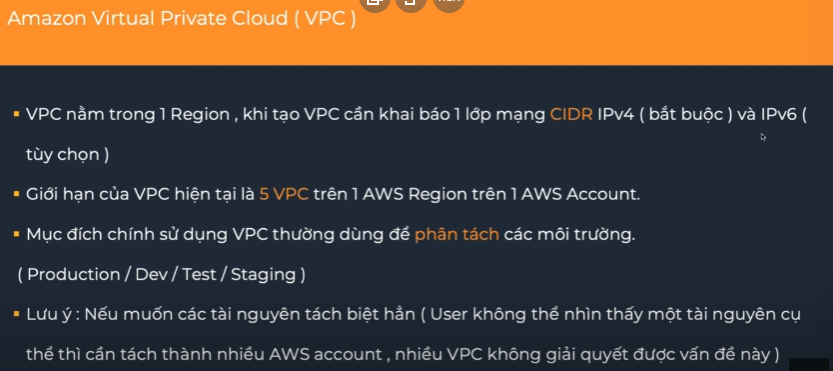 Amazon Virtual Private Cloud ( VPC )
VPC nằm trong 1 Region , khi tạo VPC cần khai báo 1 lớp mạng CIDR IPv4 ( bắt buộc ) và IPv6 (
tùy chọn )
Giới hạn của VPC hiện tại là 5 VPC trên 1 AWS Region trên 1 AWS Account.
Mục đích chính sử dụng VPC thường dùng để phân tách các môi trường.
( Production / Dev / Test / Staging )
Lưu ý : Nếu muốn các tài nguyên tách biệt hẳn ( User không thể nhìn thấy một tài nguyên cụ
thể thì cần tách thành nhiều AWS account , nhiều VPC không giải quyết được vấn đề này )